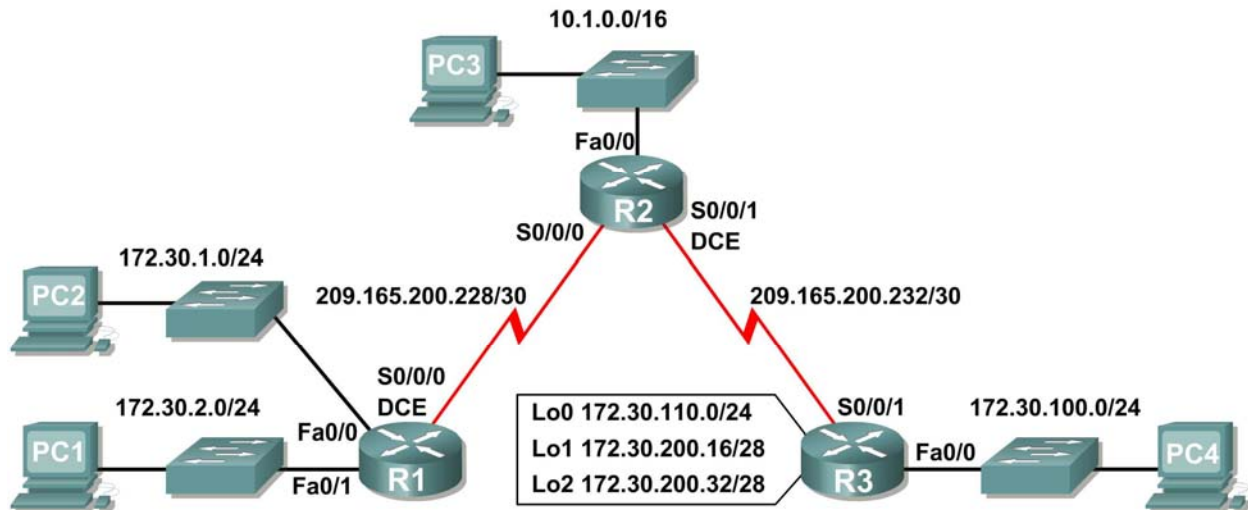 10.1.0.0/16
PC3
Fa0/0
R2
S0/0/0
S0/0/1
DCE
172.30.1.0/24
PC2
209.165.200.228/30
209.165.200.232/30
S0/0/0
DCE
172.30.2.0/24
Fa0/0
PC1
Fa0/1
R1
Lo0 172.30.110.0/24
Lo1 172.30.200.16/28
Lo2 172.30.200.32/28
S0/0/1
172.30.100.0/24
R3
Fa0/0
PC4